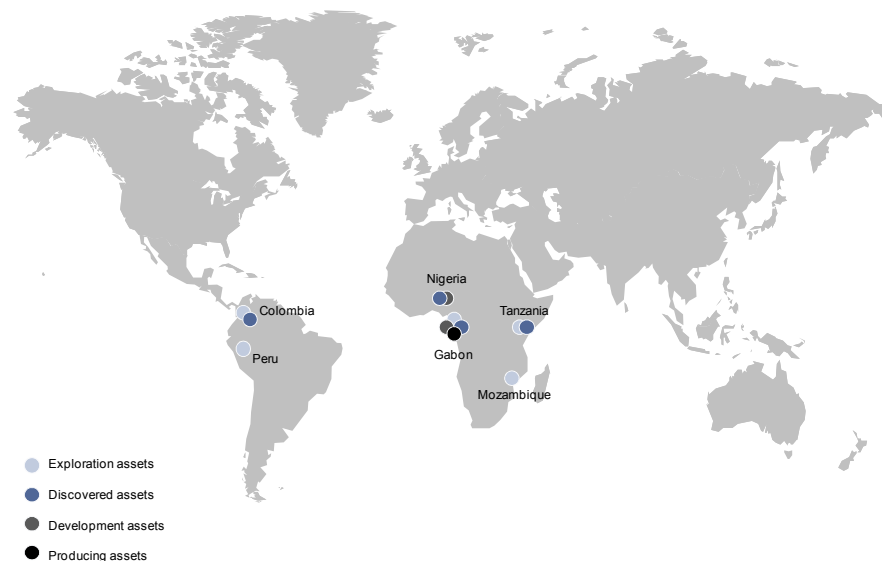 Nigeria
Colombia
Tanzania
Gabon
Peru
Mozambique
Exploration assets
Discovered assets
Development assets
Producing assets